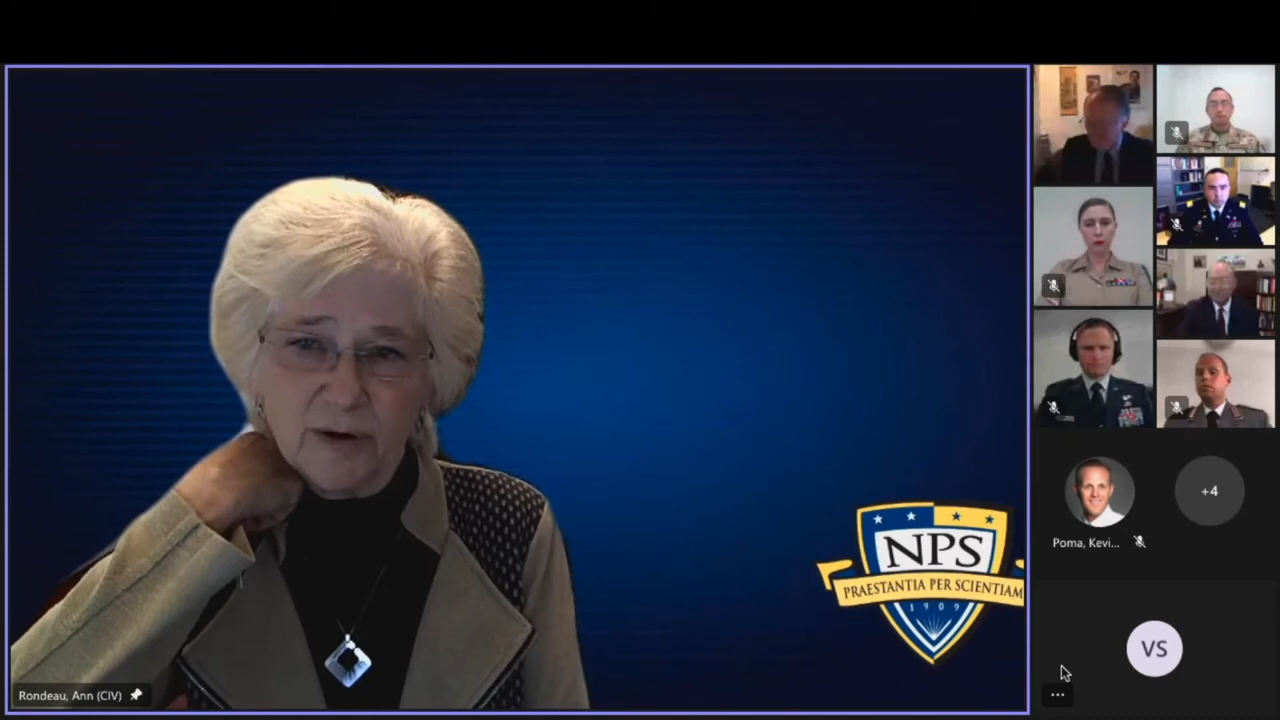 NPS
PRAESTANTIA PER SCIENTIAM
1909
Rondeau, Ann (CIV)
+4
Poma, Kevi...
VS